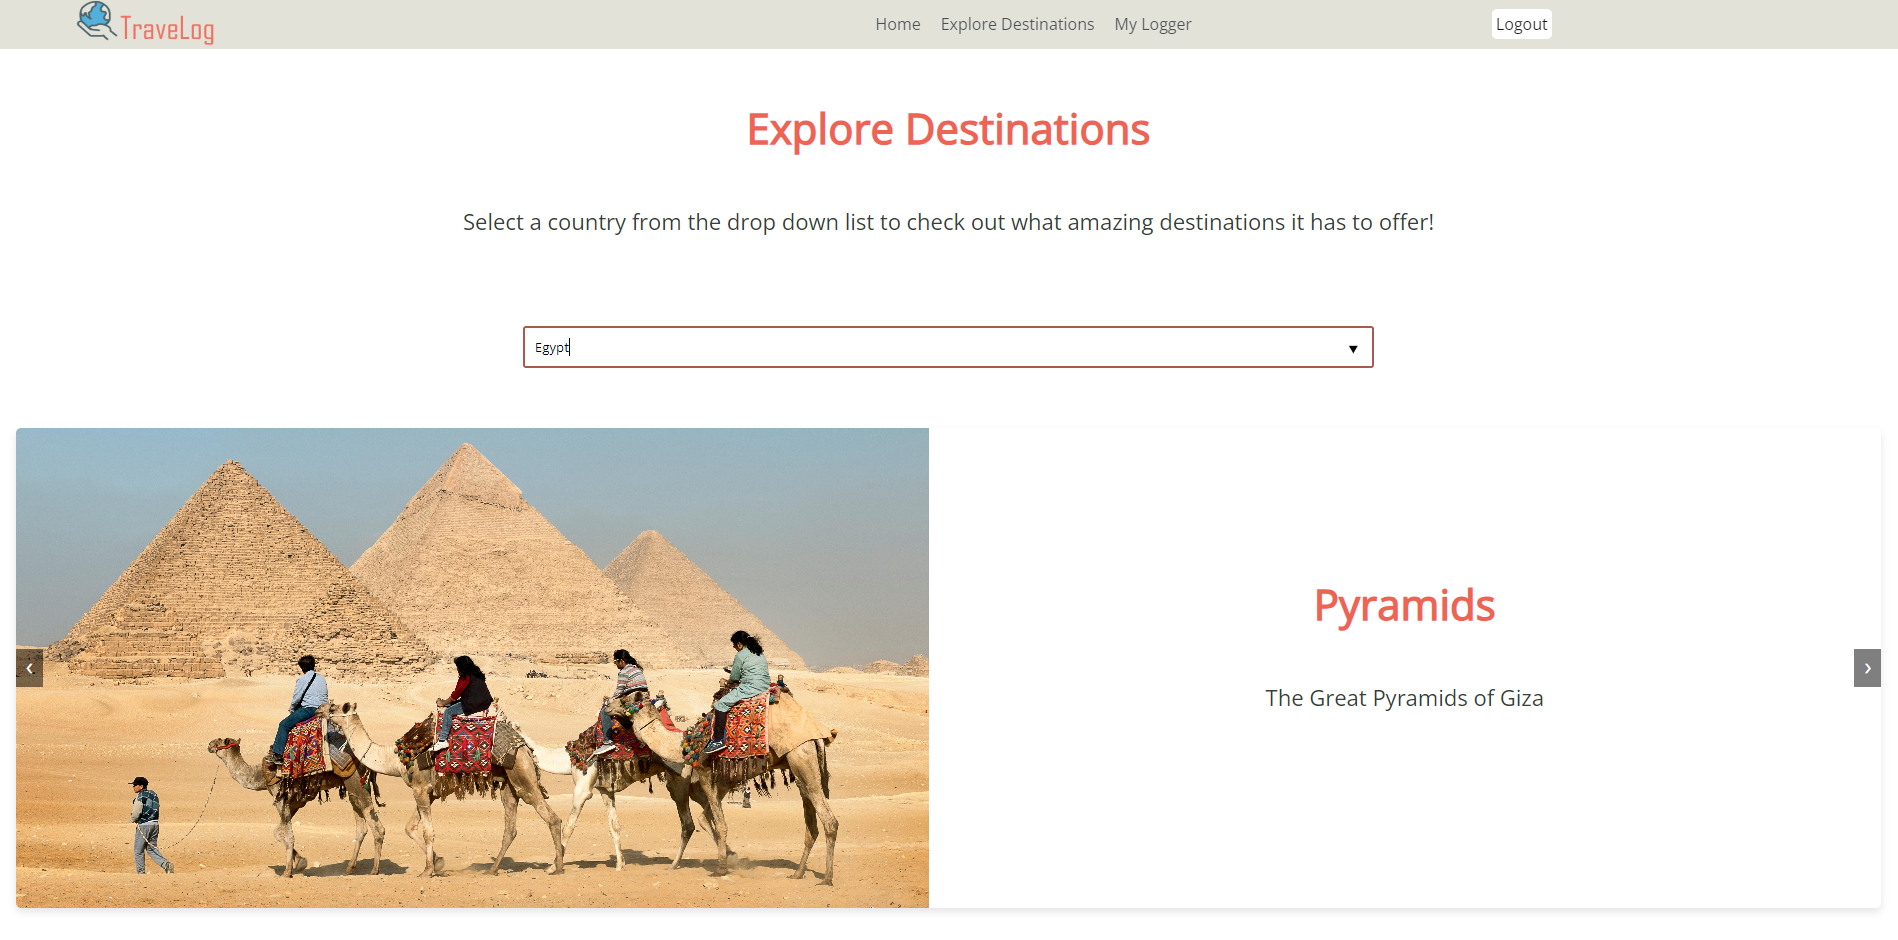 TraveLog
Home Explore Destinations My Logger Logout
Explore Destinations
Select a country from the drop down list to check out what amazing destinations it has to offer!
Egypt
Pyramids
The Great Pyramids of Giza